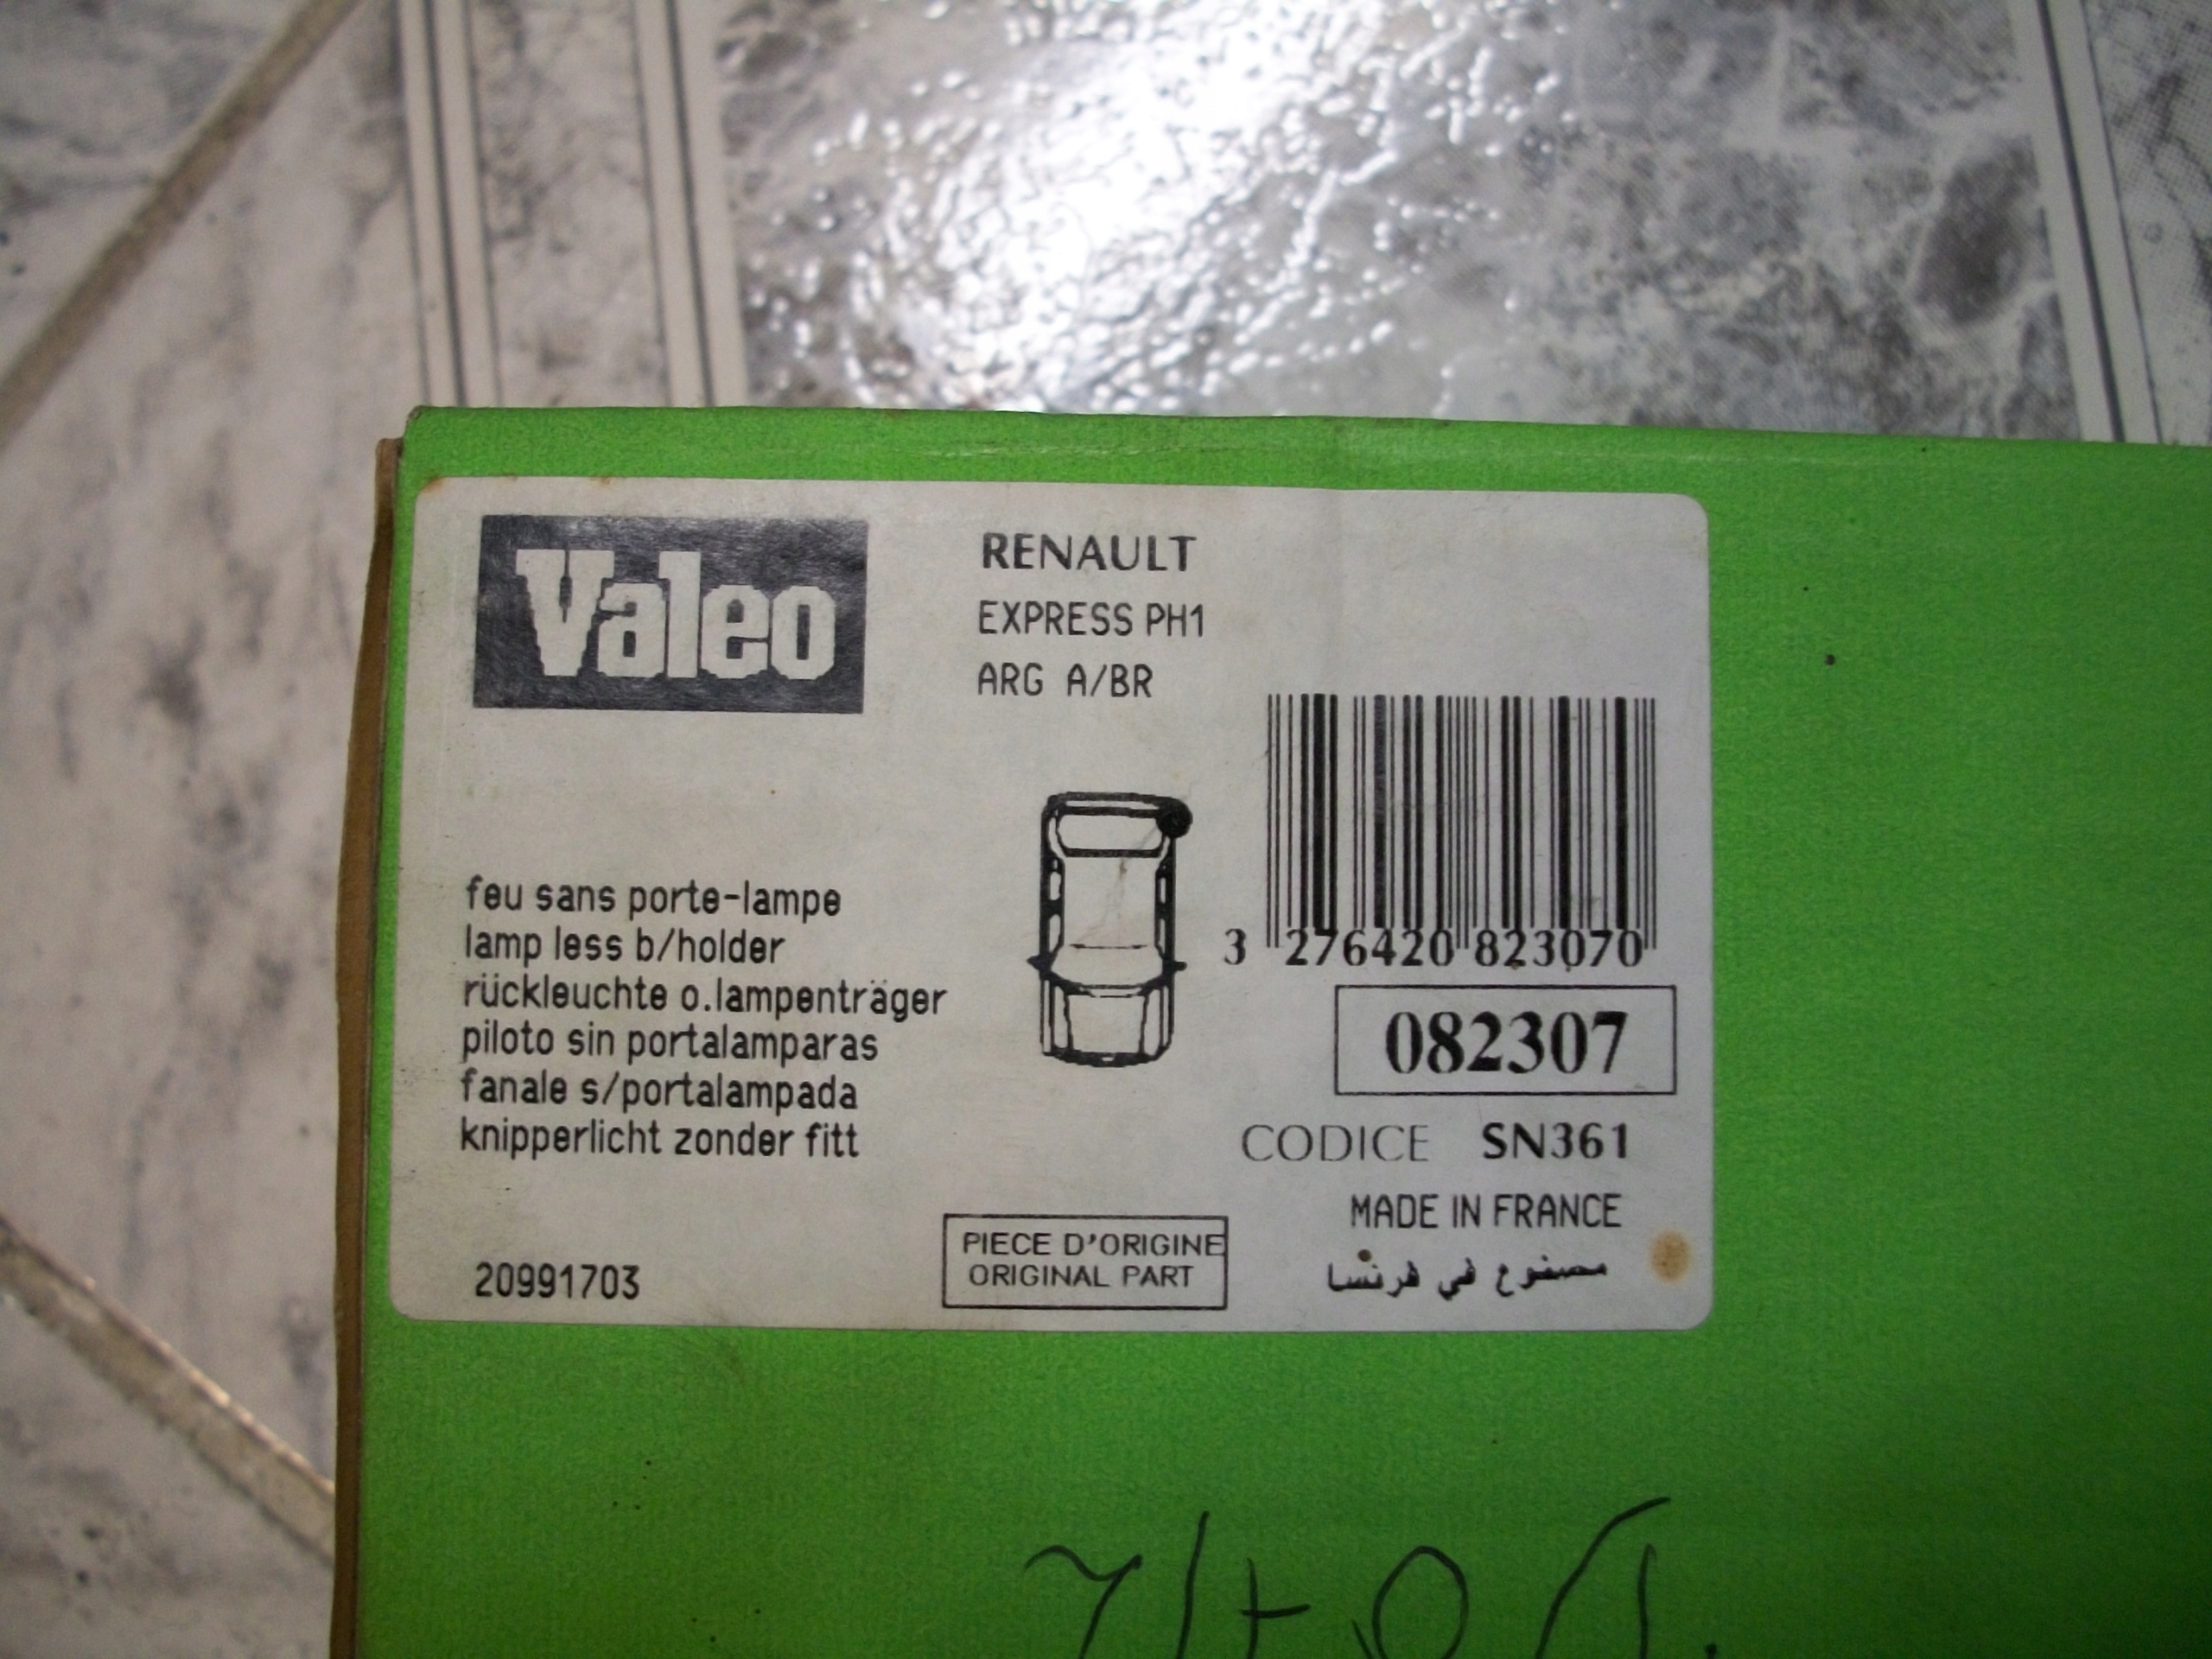 Valeo
RENAULT
EXPRESS PH1
ARG A/BR
feu sans porte-lampe
lamp less b/holder
rückleuchte o.lampenträger
piloto sin portalamparas
fanale s/portalampada
knipperlicht zonder fitt
3 276420 823070
082307
CODICE SN361
MADE IN FRANCE
مصنوع في فرنسا
PIECE D'ORIGINE
ORIGINAL PART
20991703